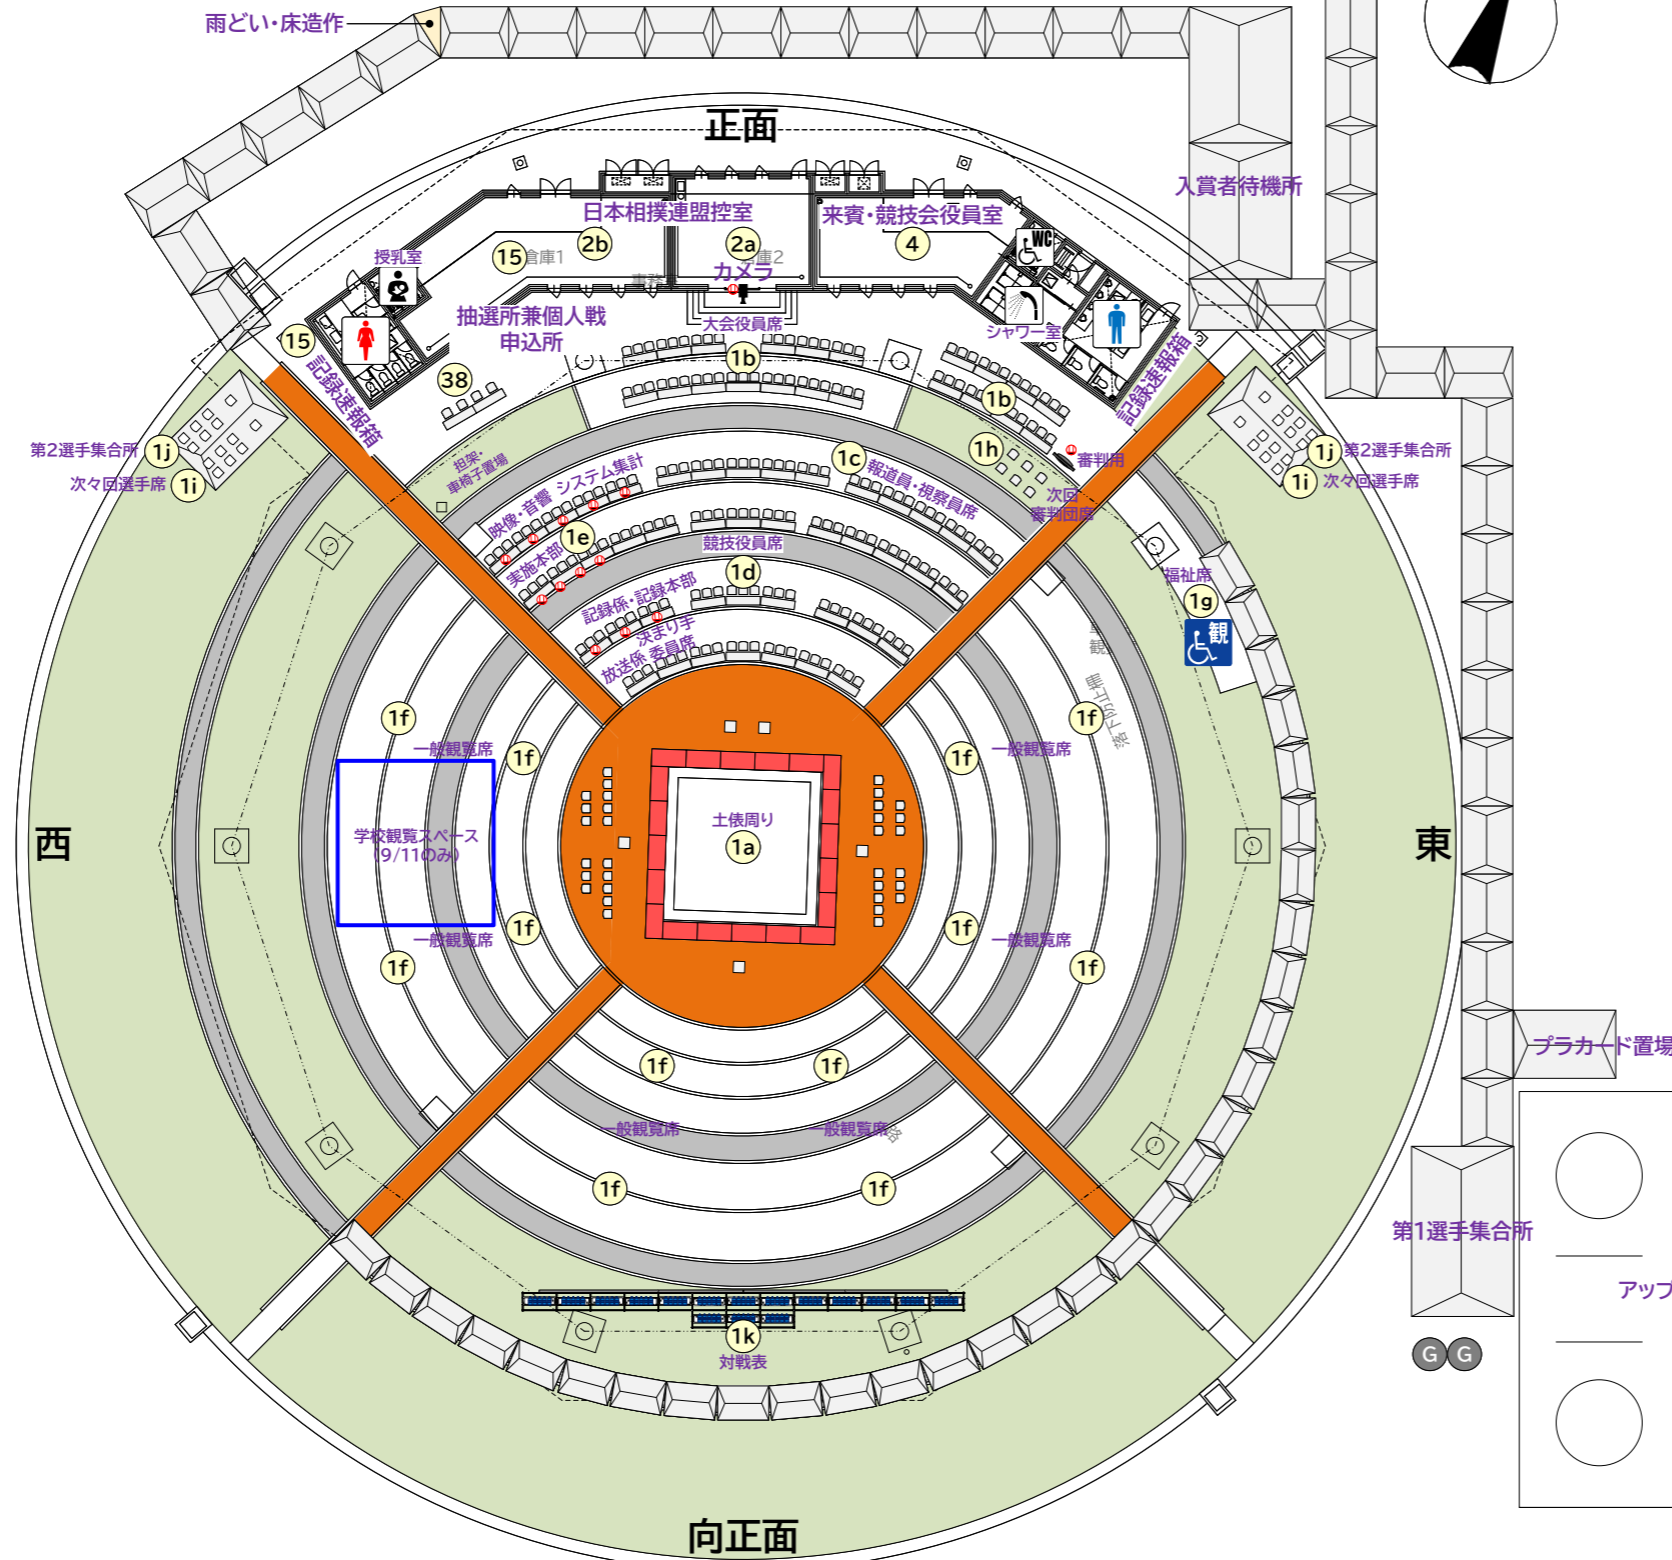 雨どい・床造作
正面
入賞者待機所
日本相撲連盟控室
来賓・競技会役員室
2b
2a
4
WC
15
倉庫1
授乳室
カメラ
抽選所兼個人戦
申込所
大会役員席
シャワー室
15
記録速報箱
記録速報箱
38
1b
1b
1j
第2選手集合所
1i
次々回選手席
担架・
車椅子置場
1h
審判用
次回
審判団席
1j
第2選手集合所
1i
次々回選手席
映像・音響 システム集計
1c
報道員・視察員席
実施本部
1e
競技役員席
記録係・記録本部
1d
決まり手
放送係 委員席
福祉席
1g
観
1f
1f
落下防止柵
一般観覧席
1f
1f
一般観覧席
学校観覧スペース
(9/11のみ)
土俵周り
1a
西
東
一般観覧席
1f
1f
一般観覧席
1f
1f
プラカード置場
1f
1f
一般観覧席
一般観覧席
1f
1f
第1選手集合所
アップ
1k
対戦表
G
G
向正面